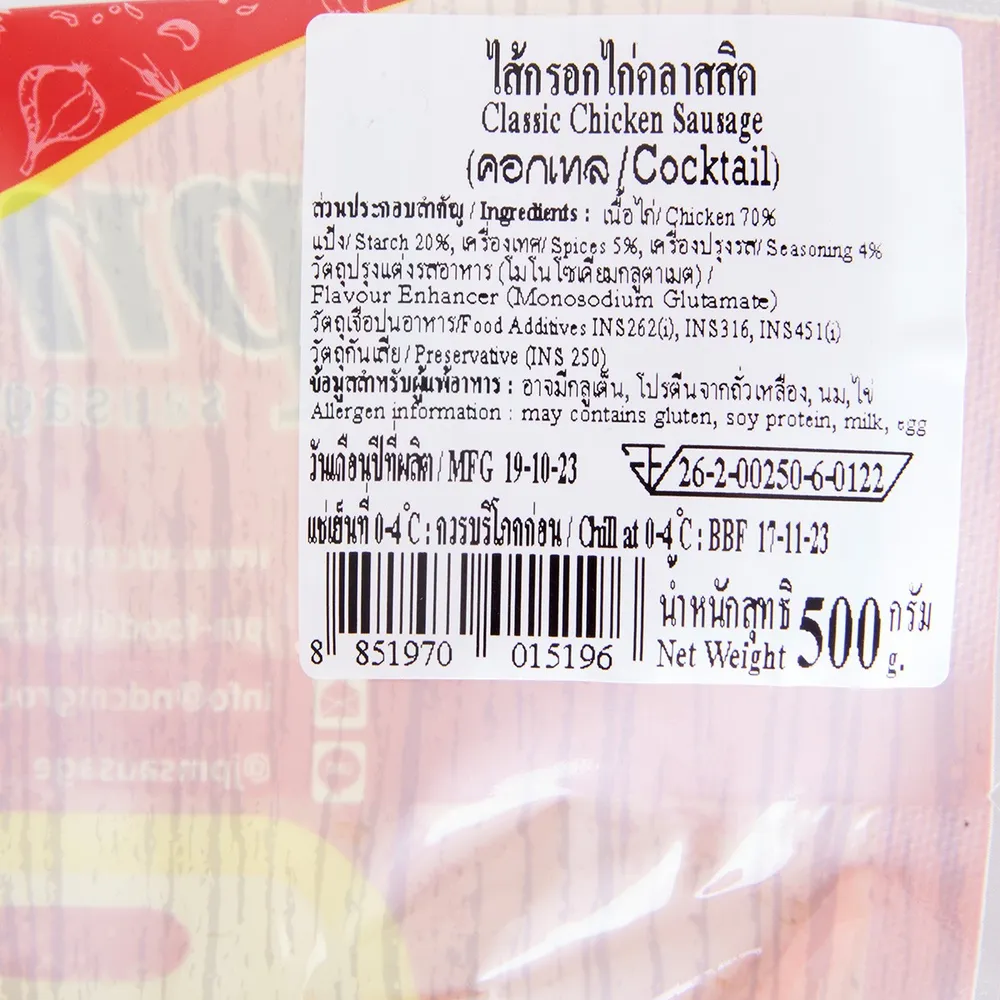 ไส้กรอกไก่คลาสสิค
Classic Chicken Sausage
(คอกเทล/Cocktail)
ส่วนประกอบสำคัญ / Ingredients : เนื้อไก่/ Chicken 70%
แป้ง/ Starch 20%, เครื่องเทศ/ Spices 5%, เครื่องปรุงรส/ Seasoning 4%
วัตถุปรุงแต่งรสอาหาร (โมโนโซเดียมกลูตาเมต) /
Flavour Enhancer (Monosodium Glutamate)
วัตถุเจือปนอาหาร/Food Additives INS262(i), INS316, INS451(i)
วัตถุกันเสีย/ Preservative (INS 250)
ข้อมูลสำหรับผู้แพ้อาหาร : อาจมีกลูเต็น, โปรตีนจากถั่วเหลือง, นม, ไข่
Allergen information : may contains gluten, soy protein, milk, egg
วันเดือนปีที่ผลิต/ MFG 19-10-23
26-2-00250-6-0122
แช่เย็นที่ 0-4 °C : ควรบริโภคก่อน / Chill at 0-4 °C : BBF 17-11-23
8 851970 015196
น้ำหนักสุทธิ 500 กรัม
Net Weight g.
@jpmsausage